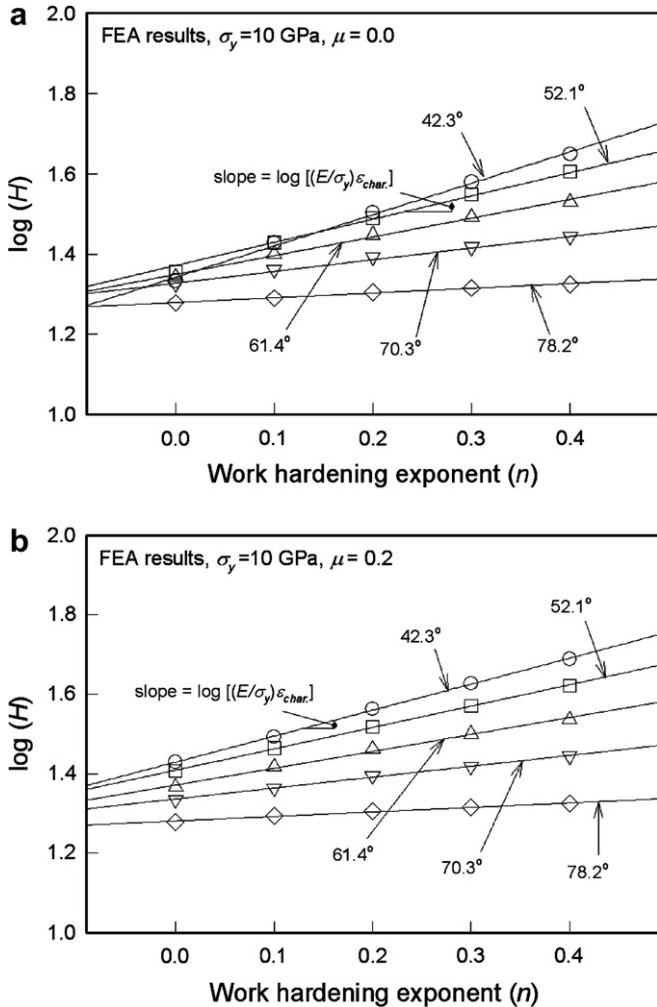 a
FEA results, σy=10 GPa, μ = 0.0
2.0
1.8
1.6
1.4
1.2
1.0
log (H)
42.3°
52.1°
slope = log [(E/σy)εchar.]
61.4°
70.3°
78.2°
0.0 0.1 0.2 0.3 0.4
Work hardening exponent (n)
b
FEA results, σy=10 GPa, μ = 0.2
2.0
1.8
1.6
1.4
1.2
1.0
log (H)
52.1°
42.3°
slope = log [(E/σy)εchar.]
61.4°
70.3°
78.2°
0.0 0.1 0.2 0.3 0.4
Work hardening exponent (n)